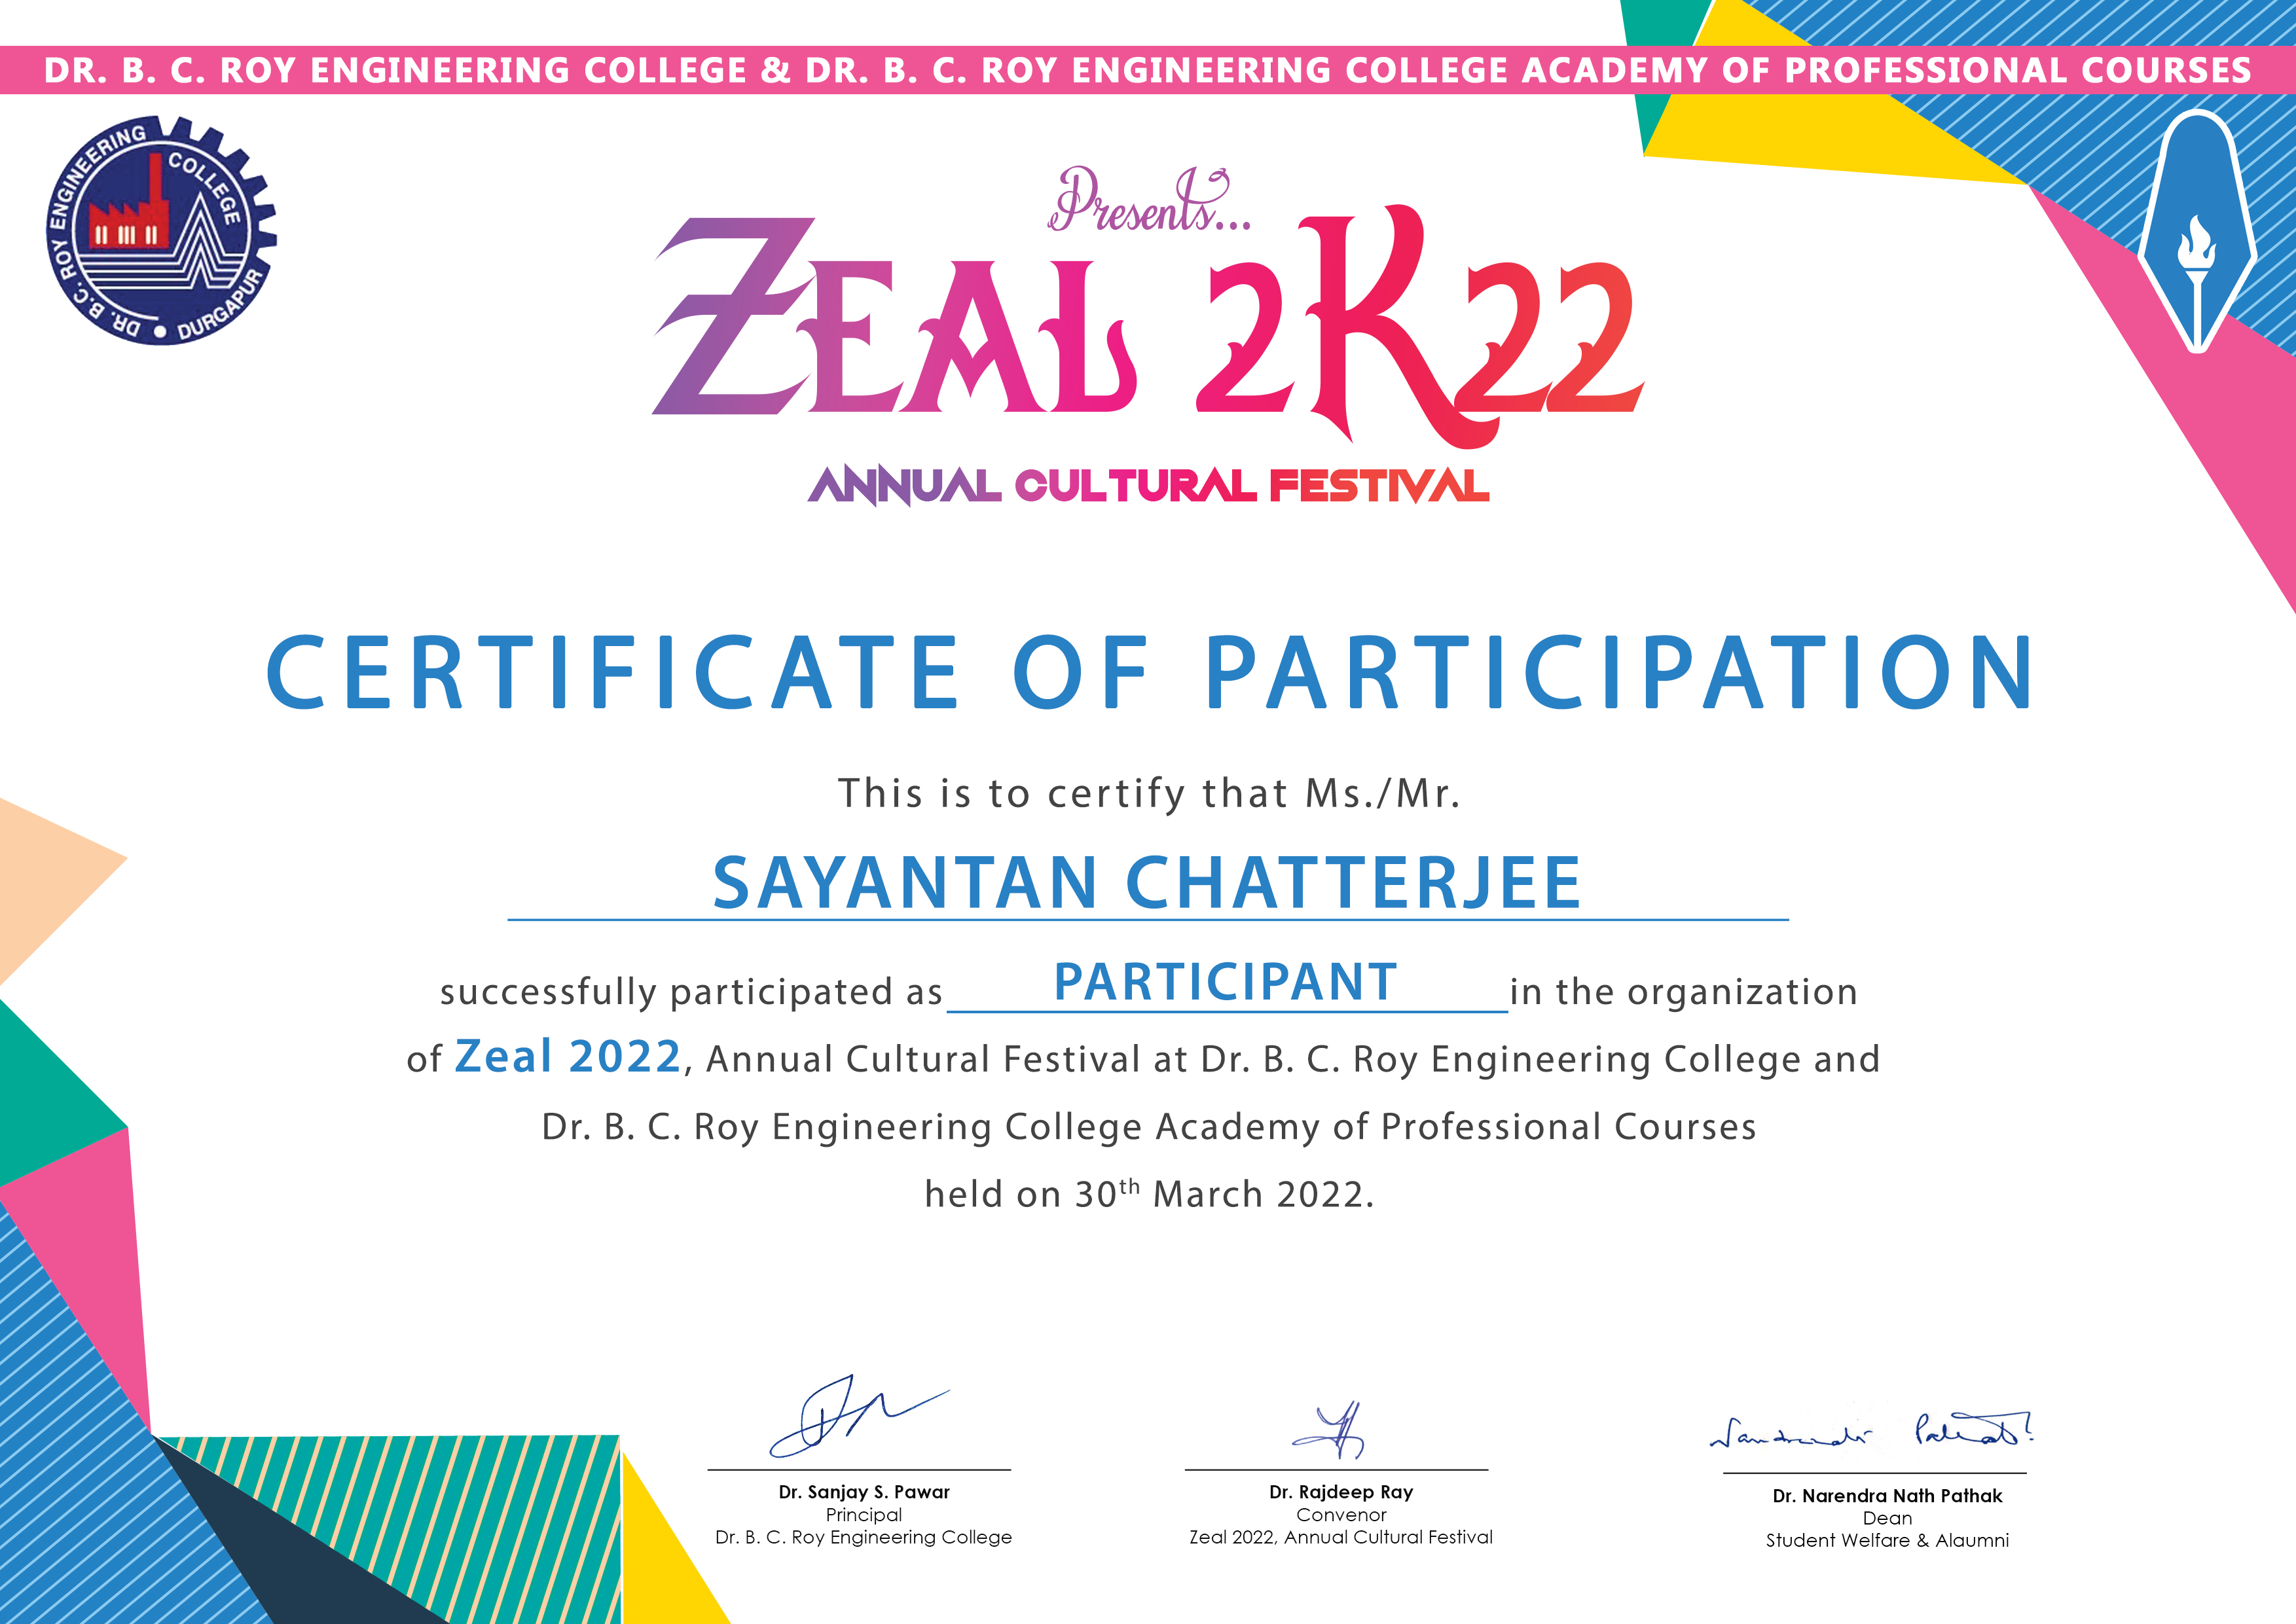 DR. B. C. ROY ENGINEERING COLLEGE & DR. B. C. ROY ENGINEERING COLLEGE ACADEMY OF PROFESSIONAL COURSES
DR. B.C. ROY ENGINEERING COLLEGE
DURGAPUR
Presents...
ZEAL 2K22
ANNUAL CULTURAL FESTIVAL
CERTIFICATE OF PARTICIPATION
This is to certify that Ms./Mr.
SAYANTAN CHATTERJEE
successfully participated as PARTICIPANT in the organization
of Zeal 2022, Annual Cultural Festival at Dr. B. C. Roy Engineering College and
Dr. B. C. Roy Engineering College Academy of Professional Courses
held on 30th March 2022.
Dr. Sanjay S. Pawar
Principal
Dr. B. C. Roy Engineering College
Dr. Rajdeep Ray
Convenor
Zeal 2022, Annual Cultural Festival
Dr. Narendra Nath Pathak
Dean
Student Welfare & Alaumni